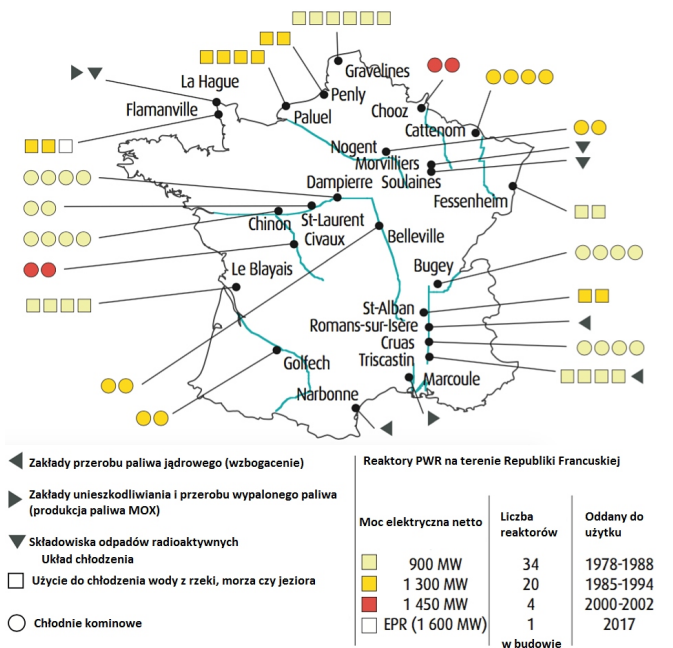 Gravelines
La Hague
Penly
Flamanville
Paluel
Chooz
Cattenom
Nogent
Morvilliers
Dampierre
Soulaines
Fessenheim
Chinon
St-Laurent
Civaux
Belleville
Le Blayais
Bugey
St-Alban
Romans-sur-Isère
Cruas
Triscastin
Golfech
Marcoule
Narbonne
Zakłady przerobu paliwa jądrowego (wzbogacenie)
Zakłady unieszkodliwiania i przerobu wypalonego paliwa
(produkcja paliwa MOX)
Składowiska odpadów radioaktywnych
Układ chłodzenia
Użycie do chłodzenia wody z rzeki, morza czy jeziora
Chłodnie kominowe
Reaktory PWR na terenie Republiki Francuskiej
Moc elektryczna netto
Liczba
reaktorów
Oddany do
użytku
900 MW 34 1978-1988
1 300 MW 20 1985-1994
1 450 MW 4 2000-2002
EPR (1 600 MW) 1 2017
w budowie